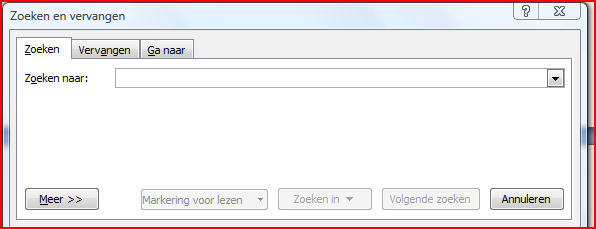 Zoeken en vervangen
Zoeken Vervangen Ga naar
Zoeken naar:
Meer >> Markering voor lezen Zoeken in Volgende zoeken Annuleren